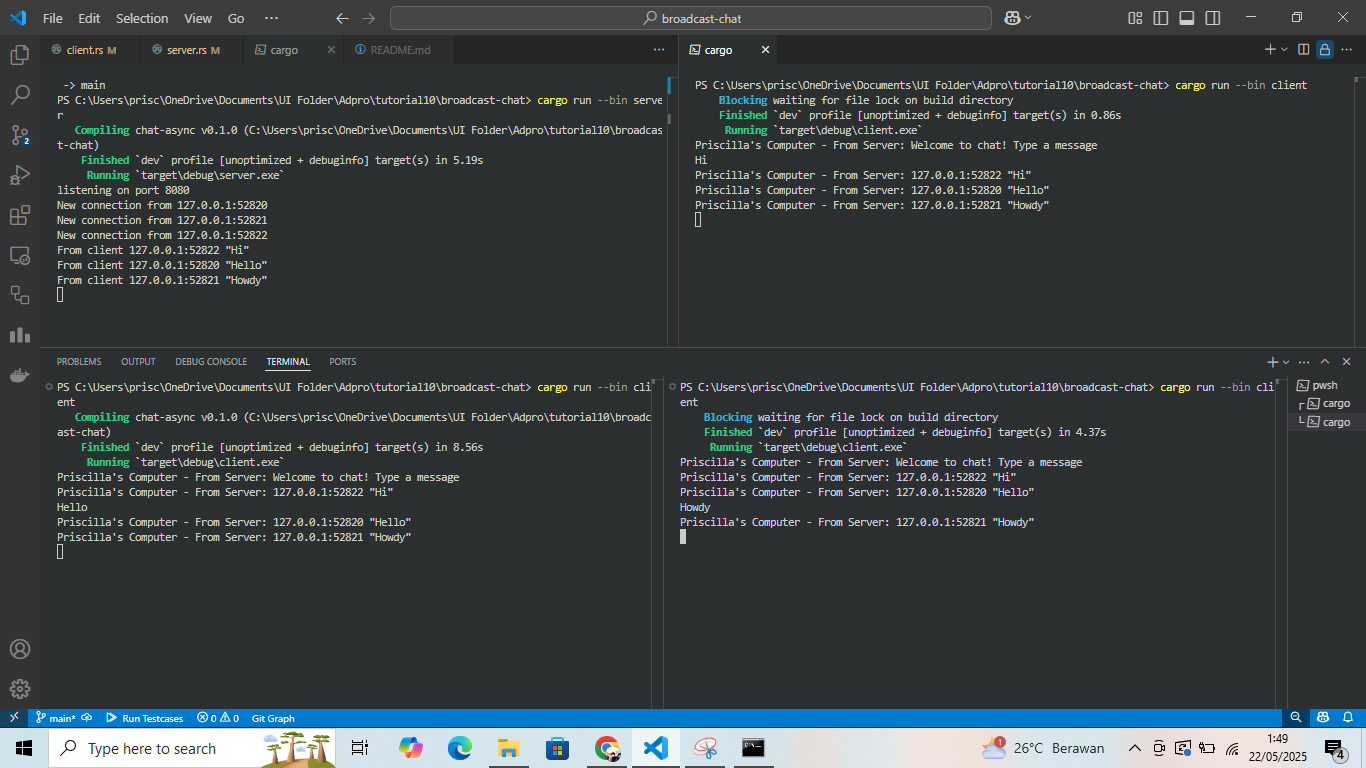 File Edit Selection View Go ··· broadcast-chat
client.rs M server.rs M cargo README.md ···
cargo
-> main
PS C:\Users\prisc\OneDrive\Documents\UI Folder\Adpro\tutorial10\broadcast-chat> cargo run --bin serve
r
Compiling chat-async v0.1.0 (C:\Users\prisc\OneDrive\Documents\UI Folder\Adpro\tutorial10\broadcas
t-chat)
Finished `dev` profile [unoptimized + debuginfo] target(s) in 5.19s
Running `target\debug\server.exe`
listening on port 8080
New connection from 127.0.0.1:52820
New connection from 127.0.0.1:52821
New connection from 127.0.0.1:52822
From client 127.0.0.1:52822 "Hi"
From client 127.0.0.1:52820 "Hello"
From client 127.0.0.1:52821 "Howdy"
PS C:\Users\prisc\OneDrive\Documents\UI Folder\Adpro\tutorial10\broadcast-chat> cargo run --bin client
Blocking waiting for file lock on build directory
Finished `dev` profile [unoptimized + debuginfo] target(s) in 0.86s
Running `target\debug\client.exe`
Priscilla's Computer - From Server: Welcome to chat! Type a message
Hi
Priscilla's Computer - From Server: 127.0.0.1:52822 "Hi"
Priscilla's Computer - From Server: 127.0.0.1:52820 "Hello"
Priscilla's Computer - From Server: 127.0.0.1:52821 "Howdy"
PROBLEMS OUTPUT DEBUG CONSOLE TERMINAL PORTS
PS C:\Users\prisc\OneDrive\Documents\UI Folder\Adpro\tutorial10\broadcast-chat> cargo run --bin cli
ent
Compiling chat-async v0.1.0 (C:\Users\prisc\OneDrive\Documents\UI Folder\Adpro\tutorial10\broadc
ast-chat)
Finished `dev` profile [unoptimized + debuginfo] target(s) in 8.56s
Running `target\debug\client.exe`
Priscilla's Computer - From Server: Welcome to chat! Type a message
Priscilla's Computer - From Server: 127.0.0.1:52822 "Hi"
Hello
Priscilla's Computer - From Server: 127.0.0.1:52820 "Hello"
Priscilla's Computer - From Server: 127.0.0.1:52821 "Howdy"
PS C:\Users\prisc\OneDrive\Documents\UI Folder\Adpro\tutorial10\broadcast-chat> cargo run --bin cli
ent
Blocking waiting for file lock on build directory
Finished `dev` profile [unoptimized + debuginfo] target(s) in 4.37s
Running `target\debug\client.exe`
Priscilla's Computer - From Server: Welcome to chat! Type a message
Priscilla's Computer - From Server: 127.0.0.1:52822 "Hi"
Priscilla's Computer - From Server: 127.0.0.1:52820 "Hello"
Howdy
Priscilla's Computer - From Server: 127.0.0.1:52821 "Howdy"
pwsh
cargo
cargo
2
main* Run Testcases 0 0 Git Graph
Type here to search
26°C Berawan
1:49
22/05/2025
1
4